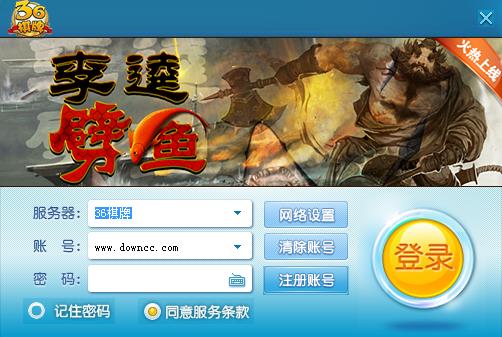 36
棋牌
火热上线
李逵
劈鱼
服务器：
36棋牌
网络设置
账 号：
www.downcc.com
清除账号
密 码：
注册账号
登录
记住密码
同意服务条款